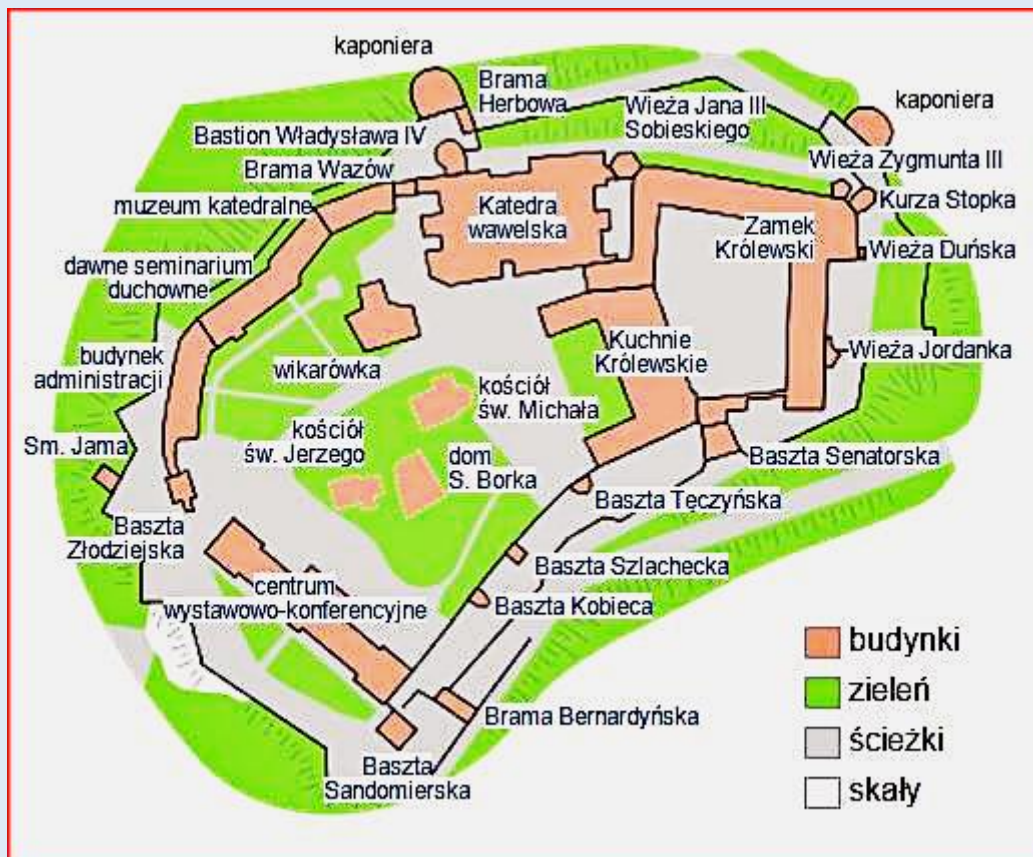 kaponiera
Brama
Herbowa
Wieża Jana III
Sobieskiego
kaponiera
Bastion Władysława IV
Brama Wazów
Wieża Zygmunta III
muzeum katedralne
Katedra
wawelska
Kurza Stopka
Zamek
Królewski
Wieża Duńska
dawne seminarium
duchowne
budynek
administracji
wikarówka
Kuchnie
Królewskie
Wieża Jordanka
kościół
św. Michała
Sm. Jama
kościół
św. Jerzego
dom
S. Borka
Baszta Senatorska
Baszta Tęczyńska
Baszta
Złodziejska
Baszta Szlachecka
centrum
wystawowo-konferencyjne
Baszta Kobieca
Brama Bernardyńska
Baszta
Sandomierska
budynki
zieleń
ścieżki
skały